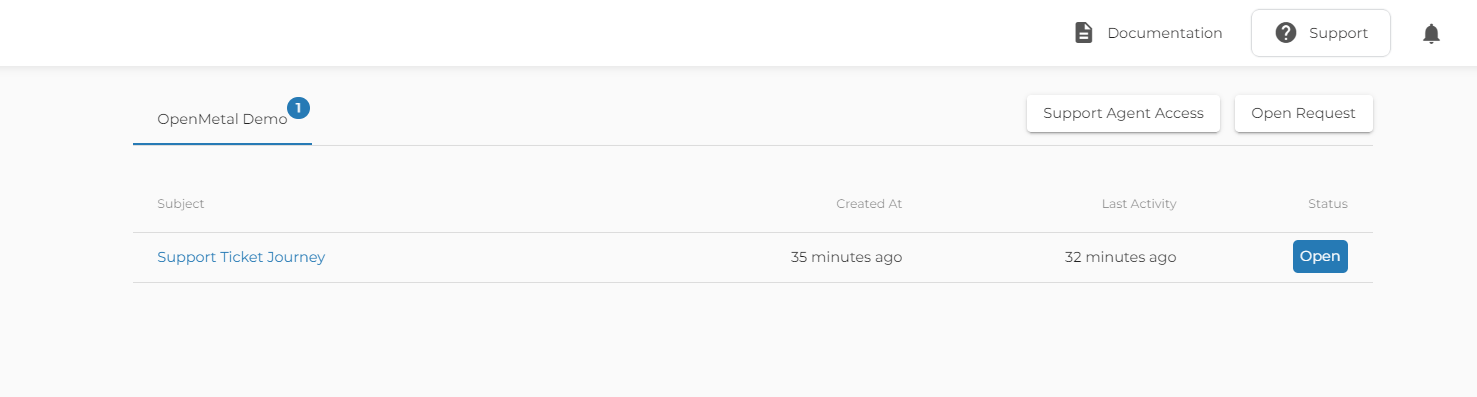 Documentation
Support
OpenMetal Demo 1
Support Agent Access
Open Request
Subject Created At Last Activity Status
Support Ticket Journey 35 minutes ago 32 minutes ago Open